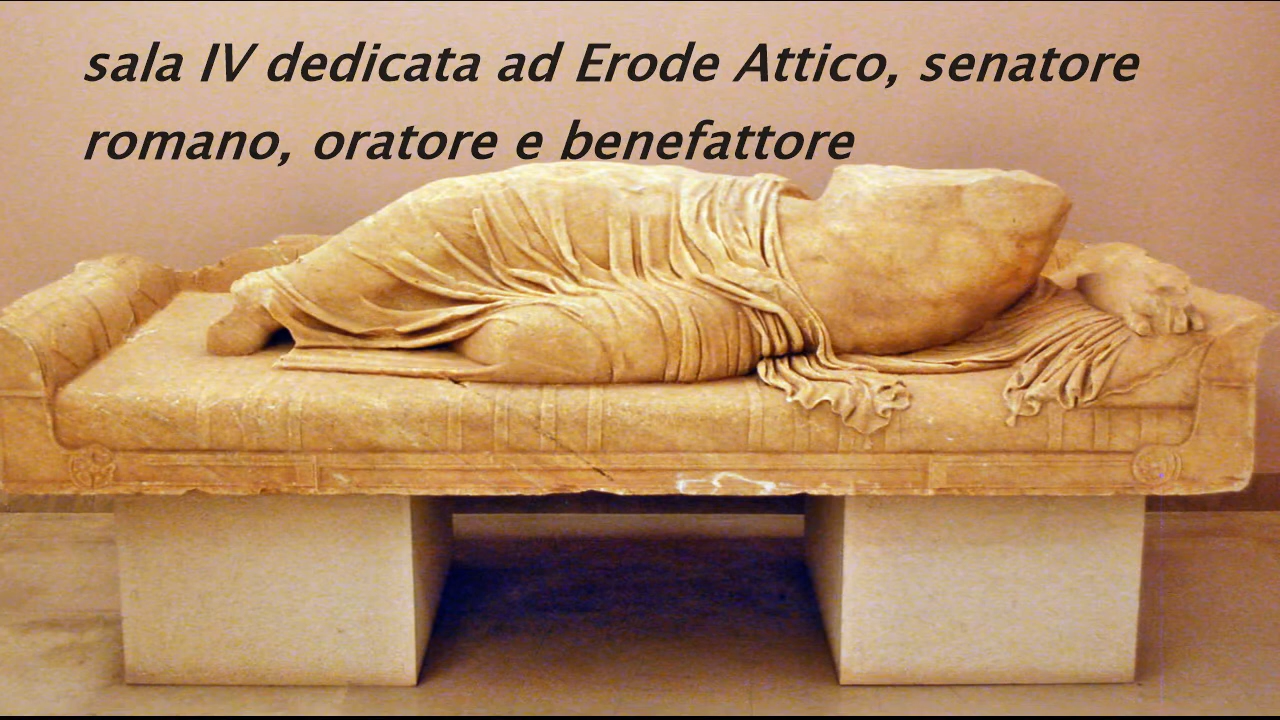 sala IV dedicata ad Erode Attico, senatore
romano, oratore e benefattore